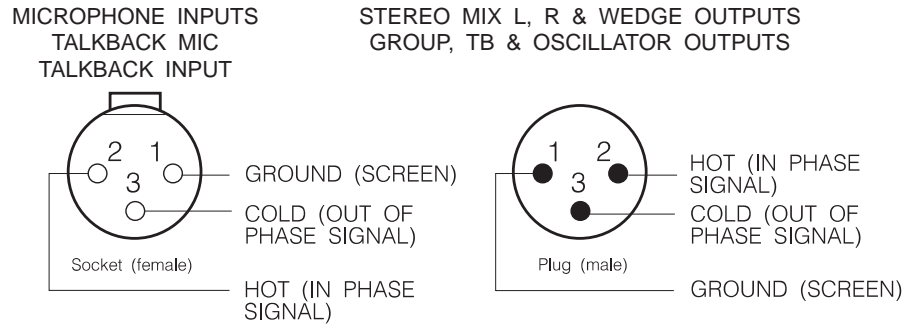 MICROPHONE INPUTS
TALKBACK MIC
TALKBACK INPUT
2 1
3
GROUND (SCREEN)
COLD (OUT OF
PHASE SIGNAL)
Socket (female)
HOT (IN PHASE
SIGNAL)
STEREO MIX L, R & WEDGE OUTPUTS
GROUP, TB & OSCILLATOR OUTPUTS
1 2
3
HOT (IN PHASE
SIGNAL)
COLD (OUT OF
PHASE SIGNAL)
Plug (male)
GROUND (SCREEN)